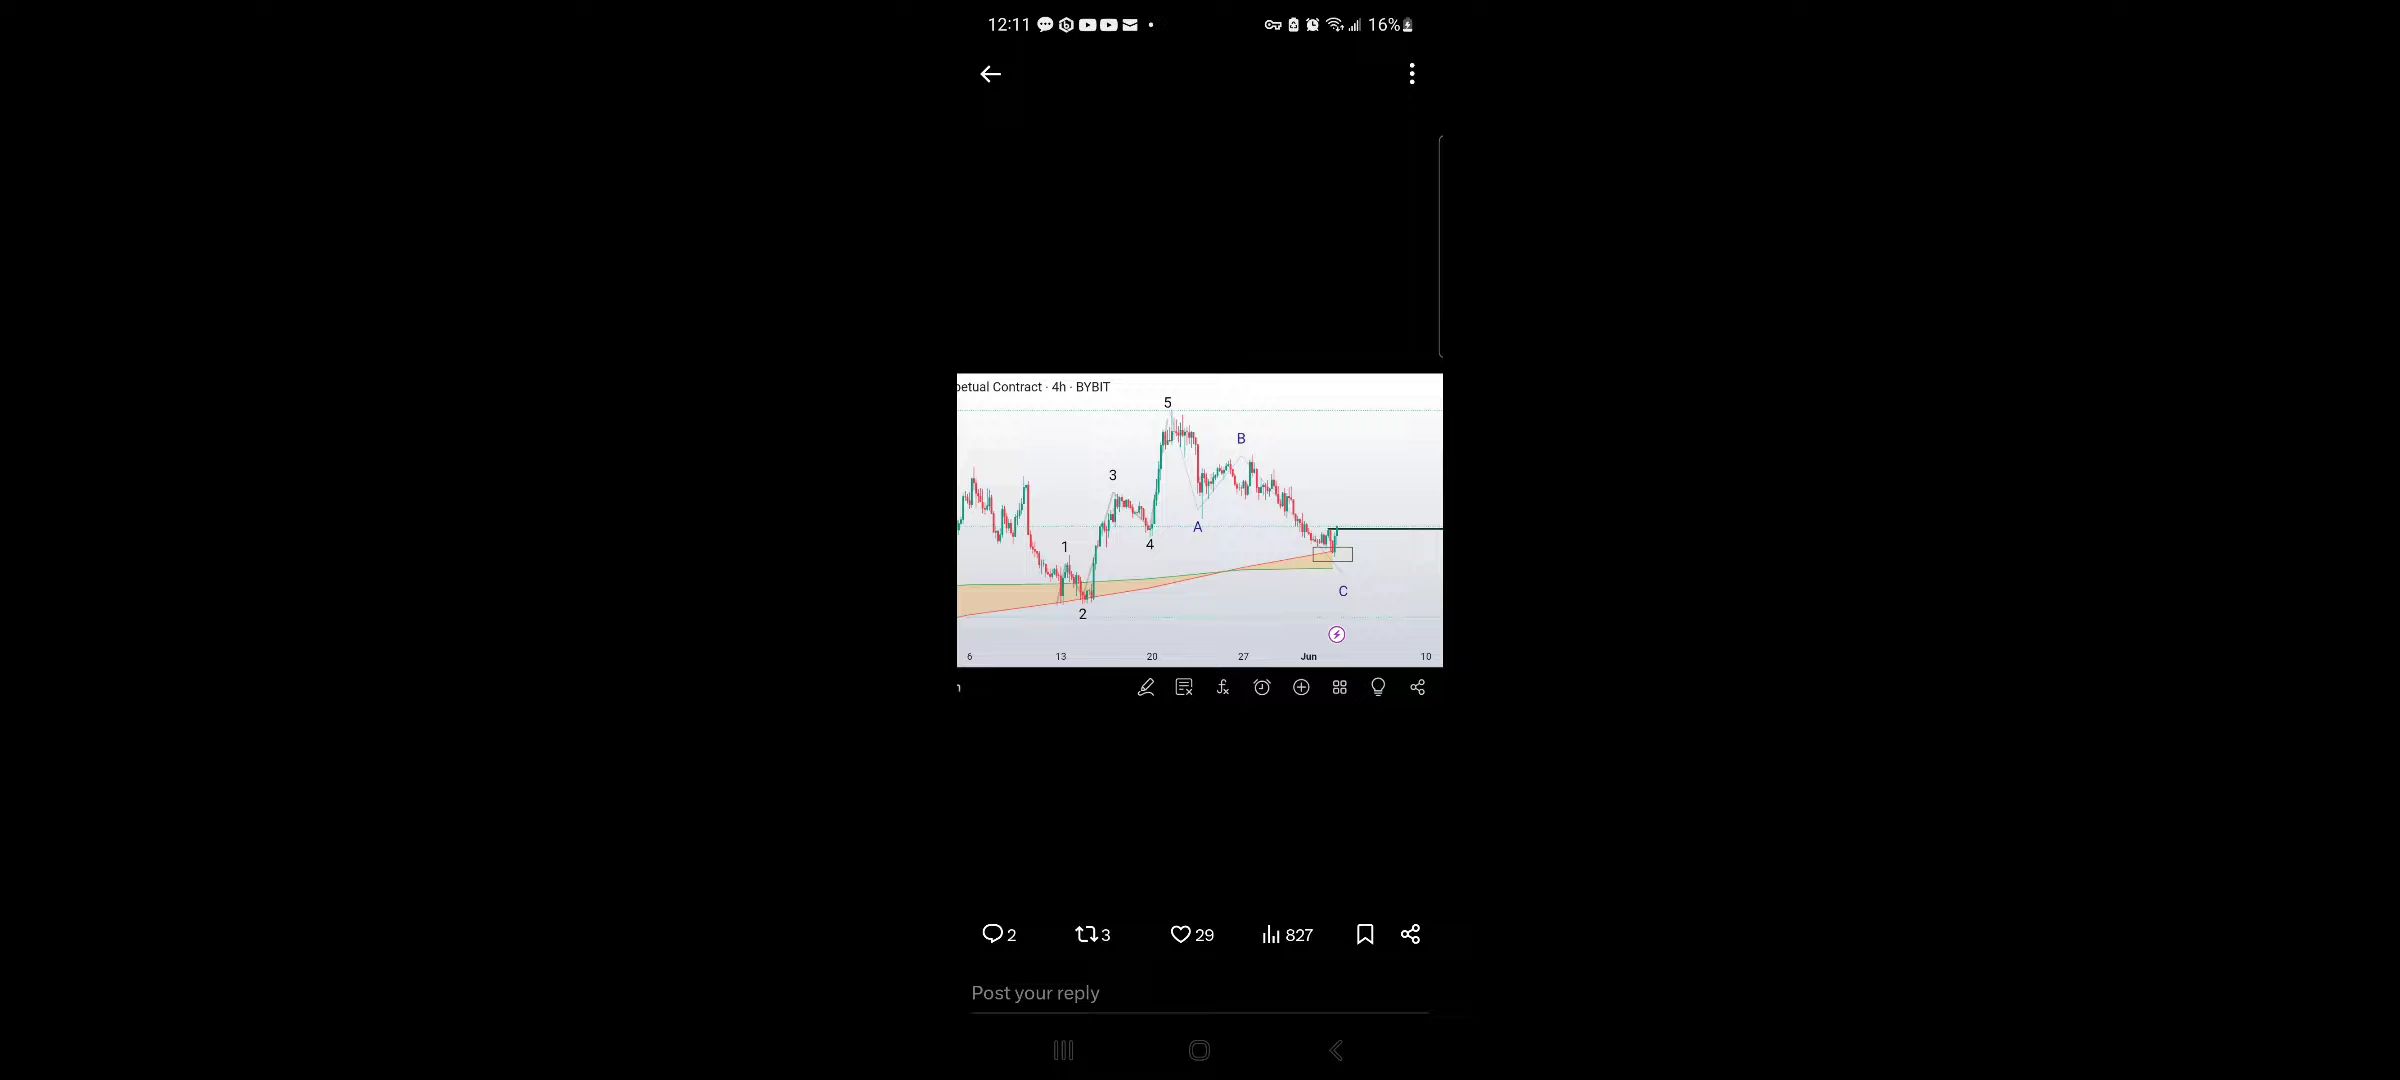 12:11
16%
petual Contract · 4h · BYBIT
5
B
3
A
1
4
C
2
6 13 20 27 Jun 10
2 3 29 827
Post your reply